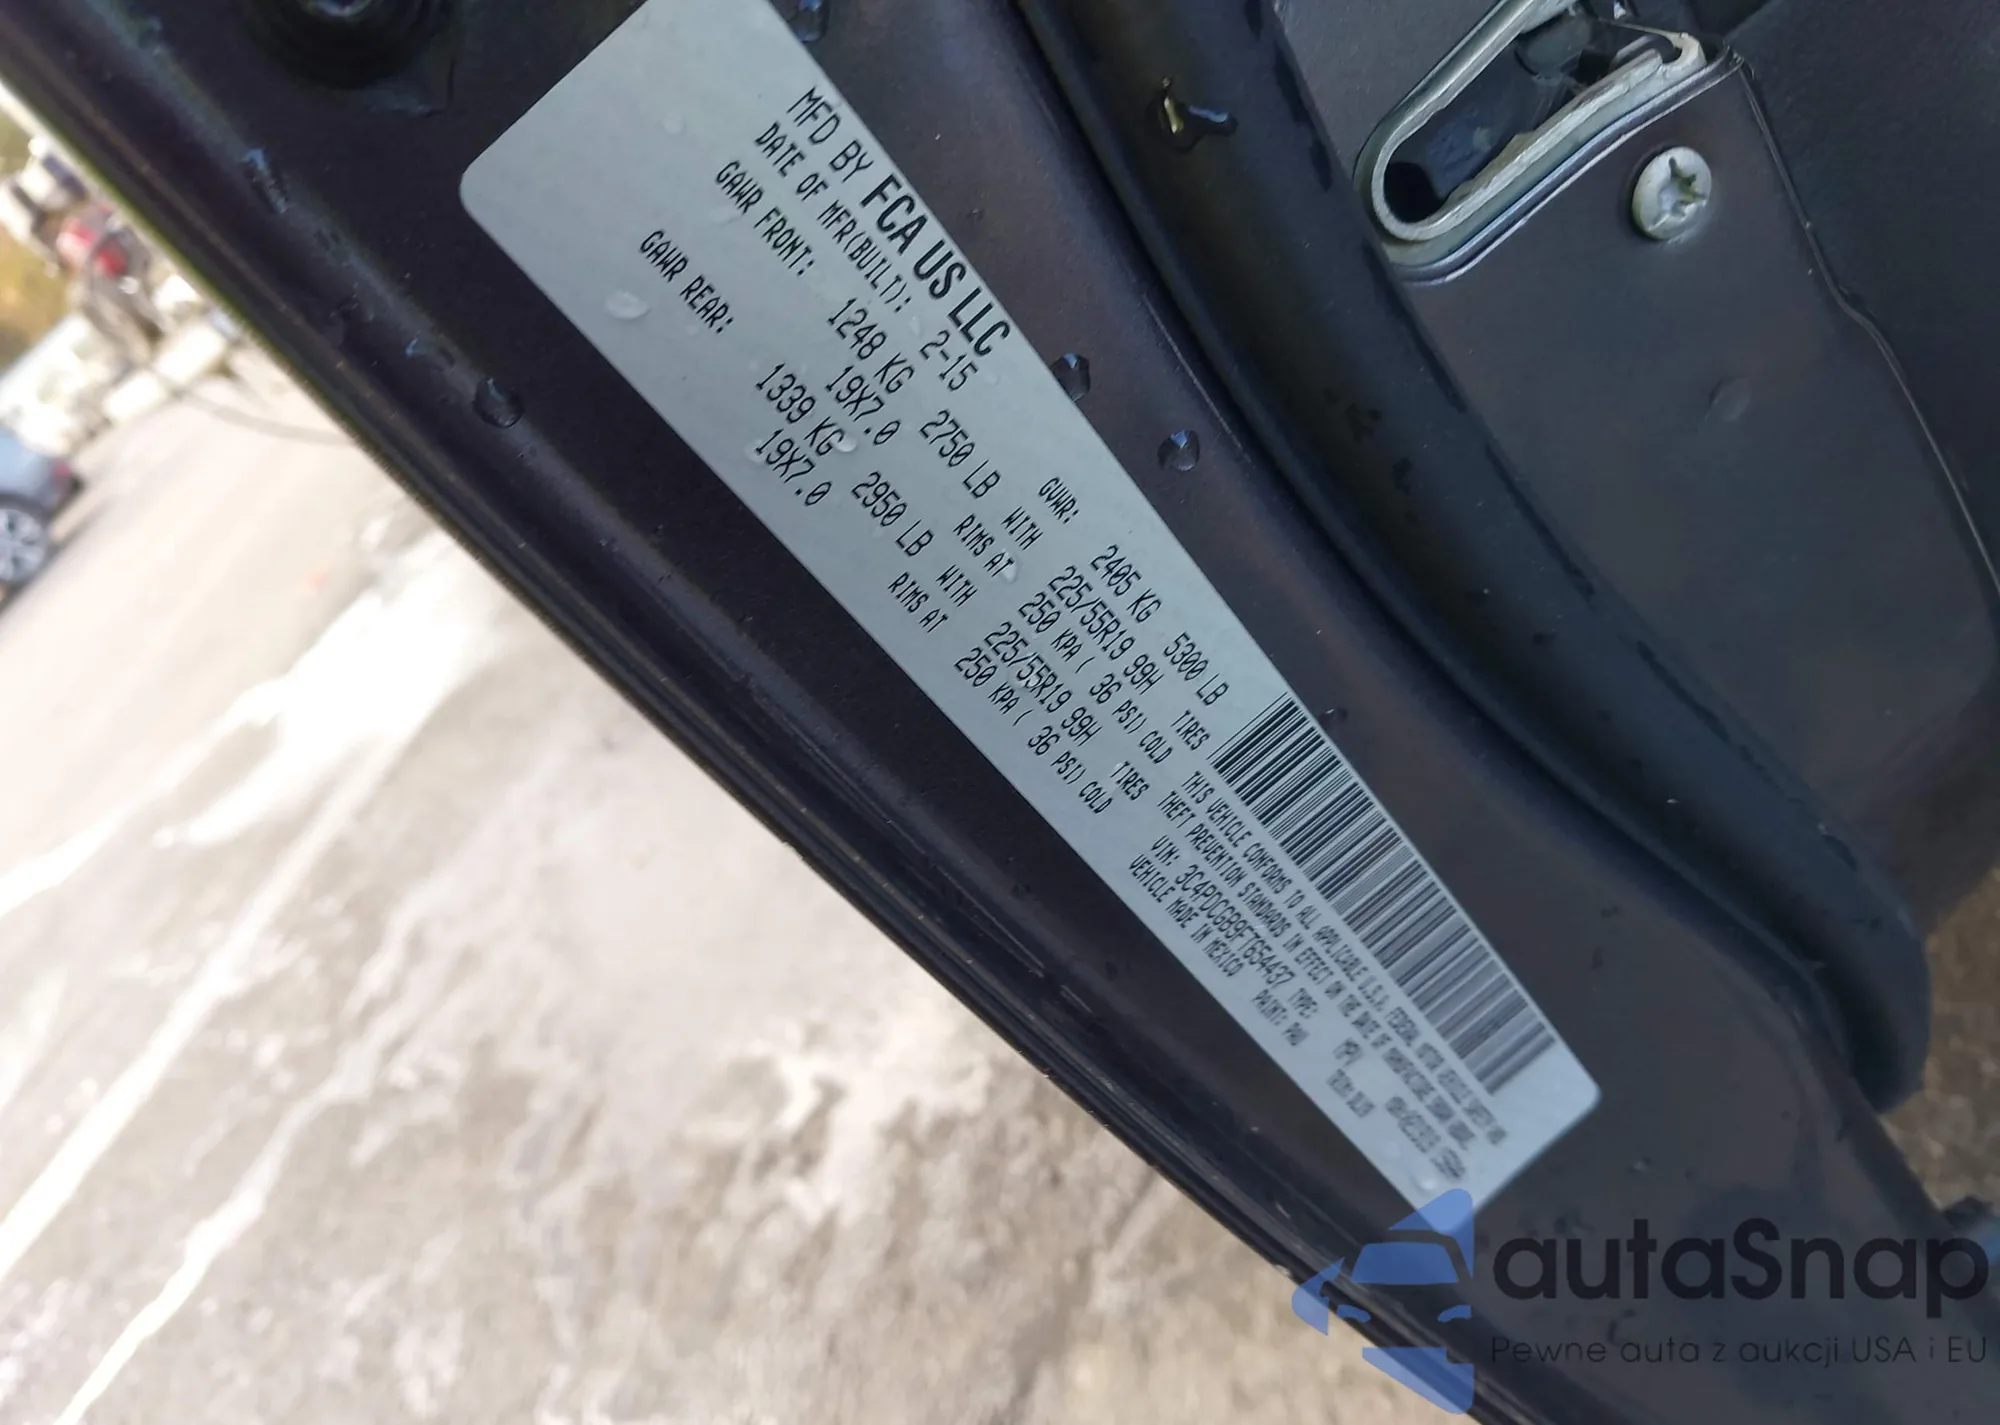 MFD BY FCA US LLC
DATE OF MFR(BUILT): 2-15 GVWR: 2405 KG 5300 LB
GAWR FRONT: 1248 KG 2750 LB WITH 225/55R19 99H TIRES
19X7.0 RIMS AT 250 KPA ( 36 PSI) COLD
GAWR REAR: 1339 KG 2950 LB WITH 225/55R19 99H TIRES
19X7.0 RIMS AT 250 KPA ( 36 PSI) COLD
THIS VEHICLE CONFORMS TO ALL APPLICABLE U.S.A. FEDERAL MOTOR VEHICLE SAFETY AND
THEFT PREVENTION STANDARDS IN EFFECT ON THE DATE OF MANUFACTURE SHOWN ABOVE.
VIN: 3C4PDCGB9FT654437 TYPE: MPV
VEHICLE MADE IN MEXICO PAINT: TRIM:
autaSnap
Pewne auta z aukcji USA i EU